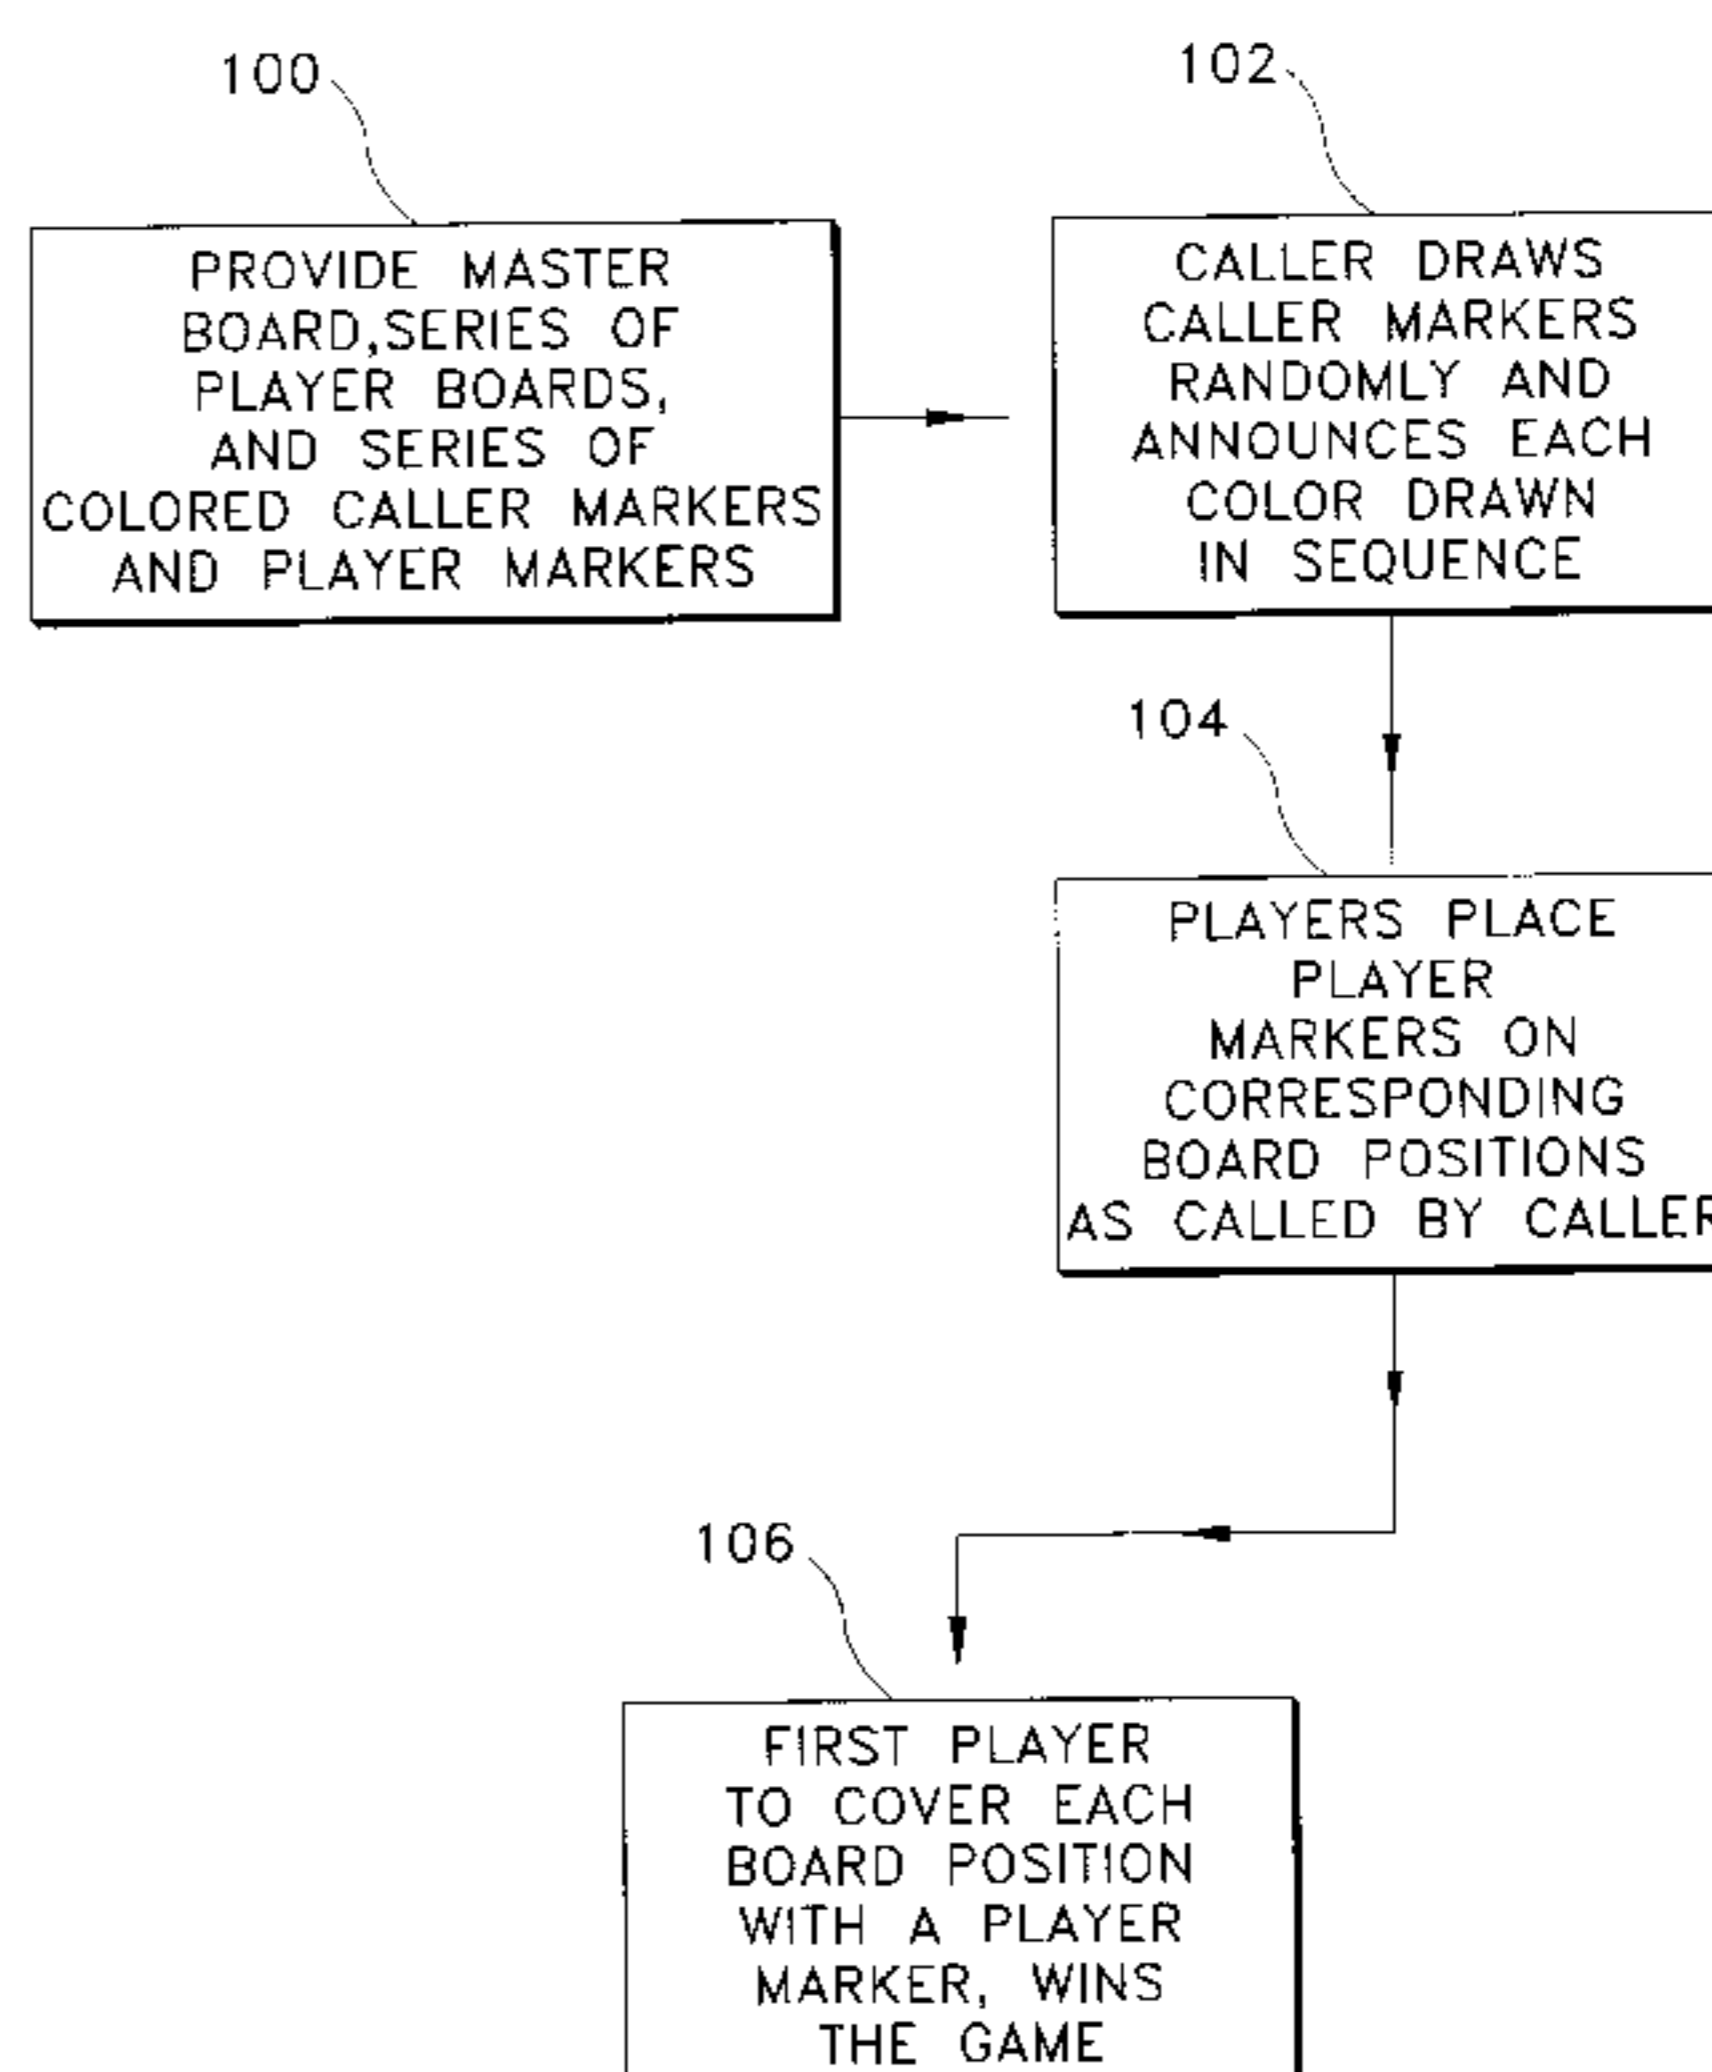 100
PROVIDE MASTER
BOARD,SERIES OF
PLAYER BOARDS,
AND SERIES OF
COLORED CALLER MARKERS
AND PLAYER MARKERS
102
CALLER DRAWS
CALLER MARKERS
RANDOMLY AND
ANNOUNCES EACH
COLOR DRAWN
IN SEQUENCE
104
PLAYERS PLACE
PLAYER
MARKERS ON
CORRESPONDING
BOARD POSITIONS
AS CALLED BY CALLER
106
FIRST PLAYER
TO COVER EACH
BOARD POSITION
WITH A PLAYER
MARKER, WINS
THE GAME